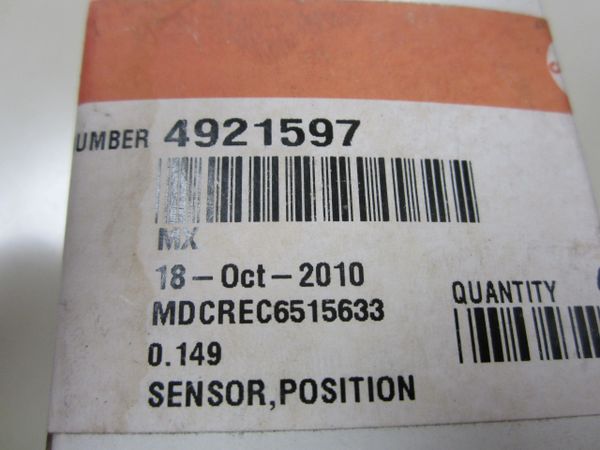 UMBER 4921597
MX
18-Oct-2010
MDCREC6515633
QUANTITY
0.149
SENSOR,POSITION